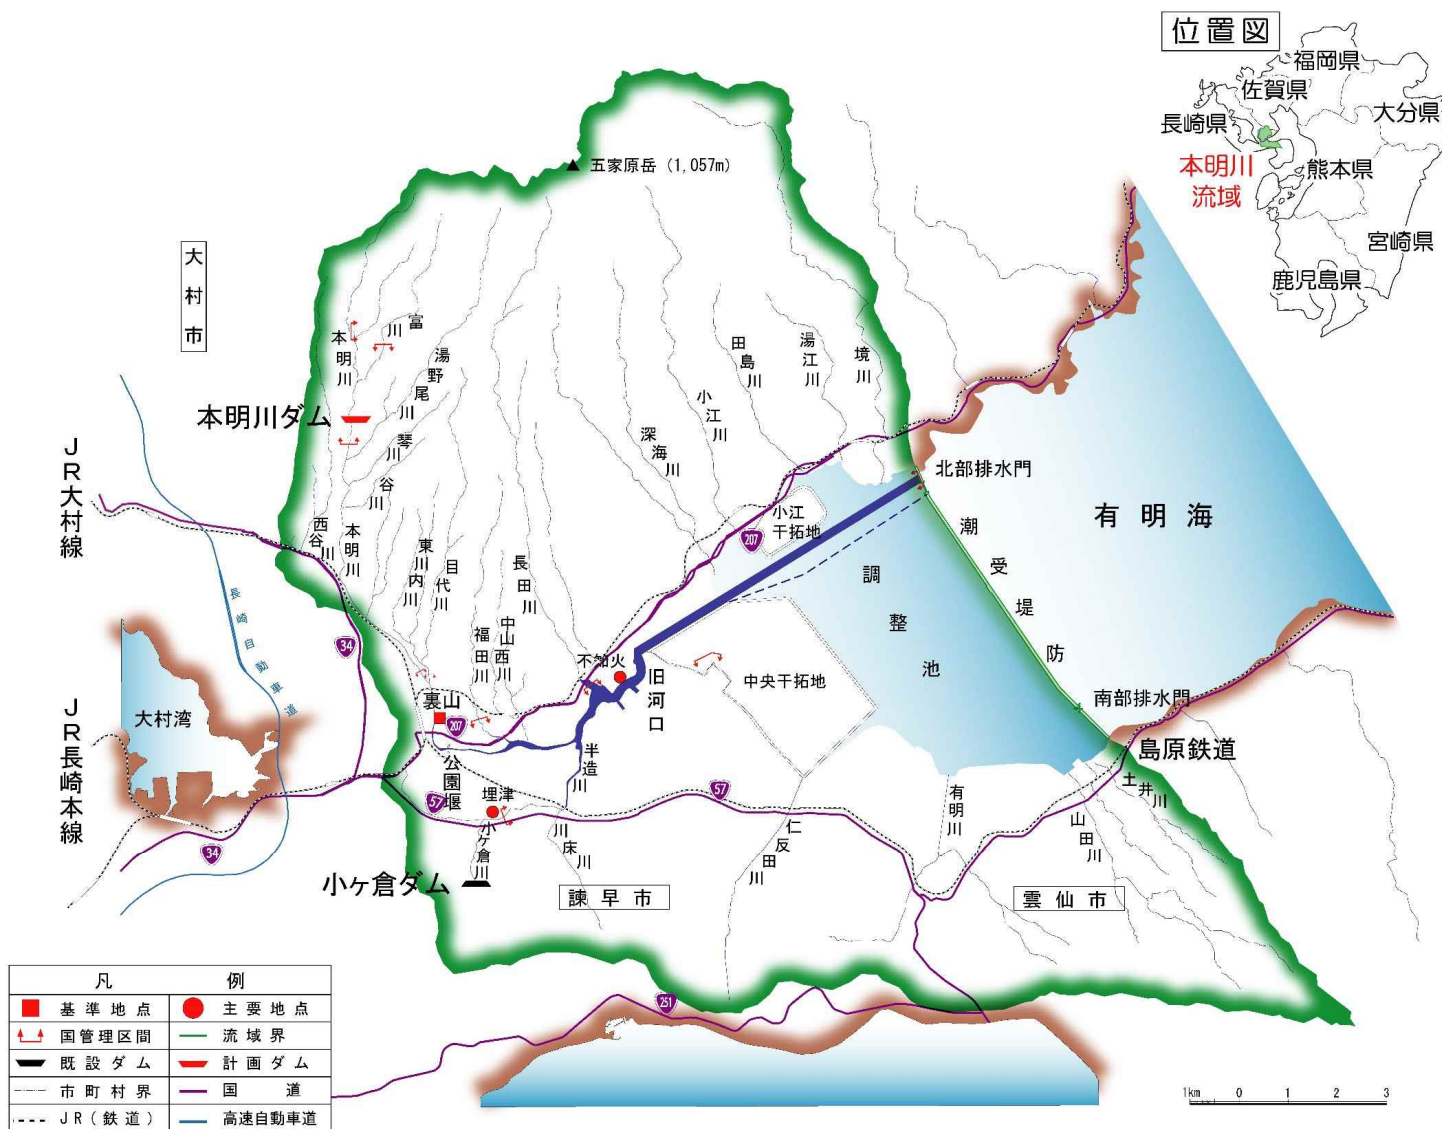 位置図
福岡県
佐賀県
大分県
長崎県
本明川
流域
熊本県
宮崎県
鹿児島県
五家原岳 (1,057m)
大村市
富川
本明川
湯野尾川
本明川ダム
琴川
谷川
田島川
湯江川
境川
小江川
深海川
JR大村線
西谷川
本明川
東川内川
目代川
長田川
福田川
中山西川
長崎自動車道
34
207
小江
干拓地
北部排水門
潮受堤防
有明海
調整池
不知火
旧河口
中央干拓地
南部排水門
島原鉄道
大村湾
JR長崎本線
裏山
207
公園堰
半造川
57
埋津
57
34
小ヶ倉川
小ヶ倉ダム
川床川
仁反田川
有明川
土井川
山田川
諫早市
雲仙市
251
凡例
基準地点
主要地点
国管理区間
流域界
既設ダム
計画ダム
市町村界
国道
JR(鉄道)
高速自動車道
1km 0 1 2 3